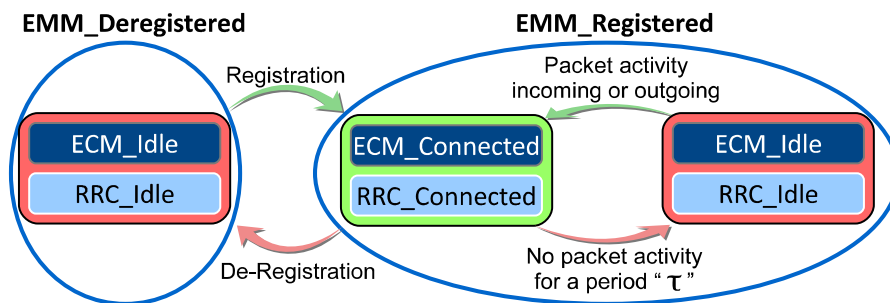 EMM_Deregistered
EMM_Registered
Registration
Packet activity
incoming or outgoing
ECM_Idle
RRC_Idle
ECM_Connected
RRC_Connected
ECM_Idle
RRC_Idle
De-Registration
No packet activity
for a period “ τ ”